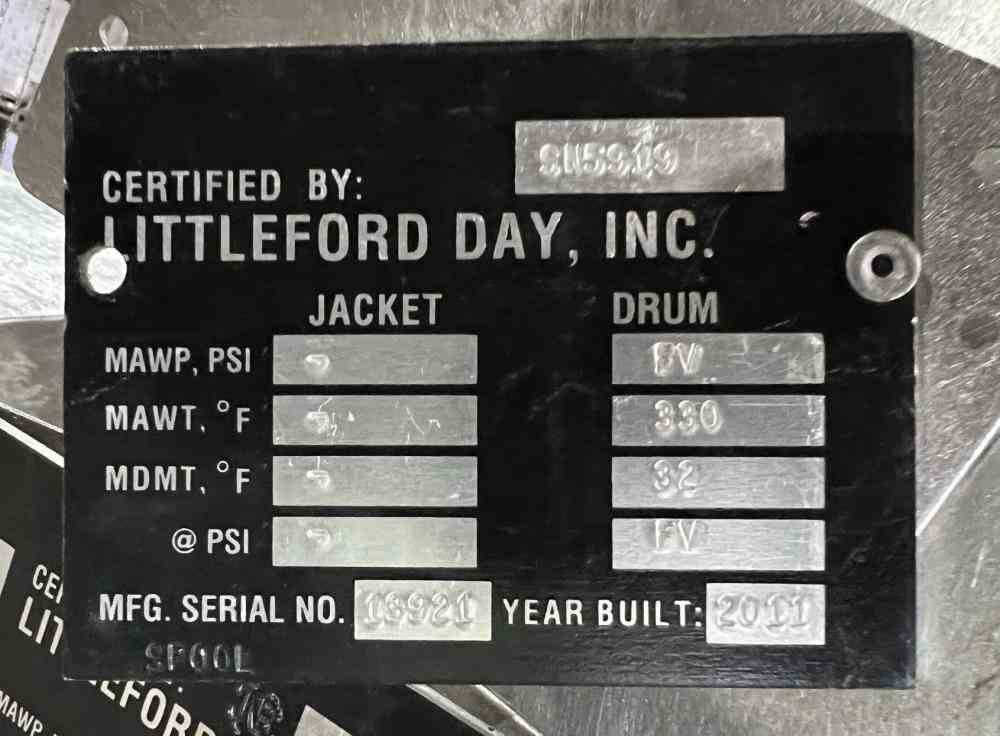 SN5919
CERTIFIED BY:
LITTLEFORD DAY, INC.
JACKET DRUM
MAWP, PSI - FV
MAWT, °F - 330
MDMT, °F - 32
@ PSI - FV
MFG. SERIAL NO. 13921 YEAR BUILT: 2011
SPOOL